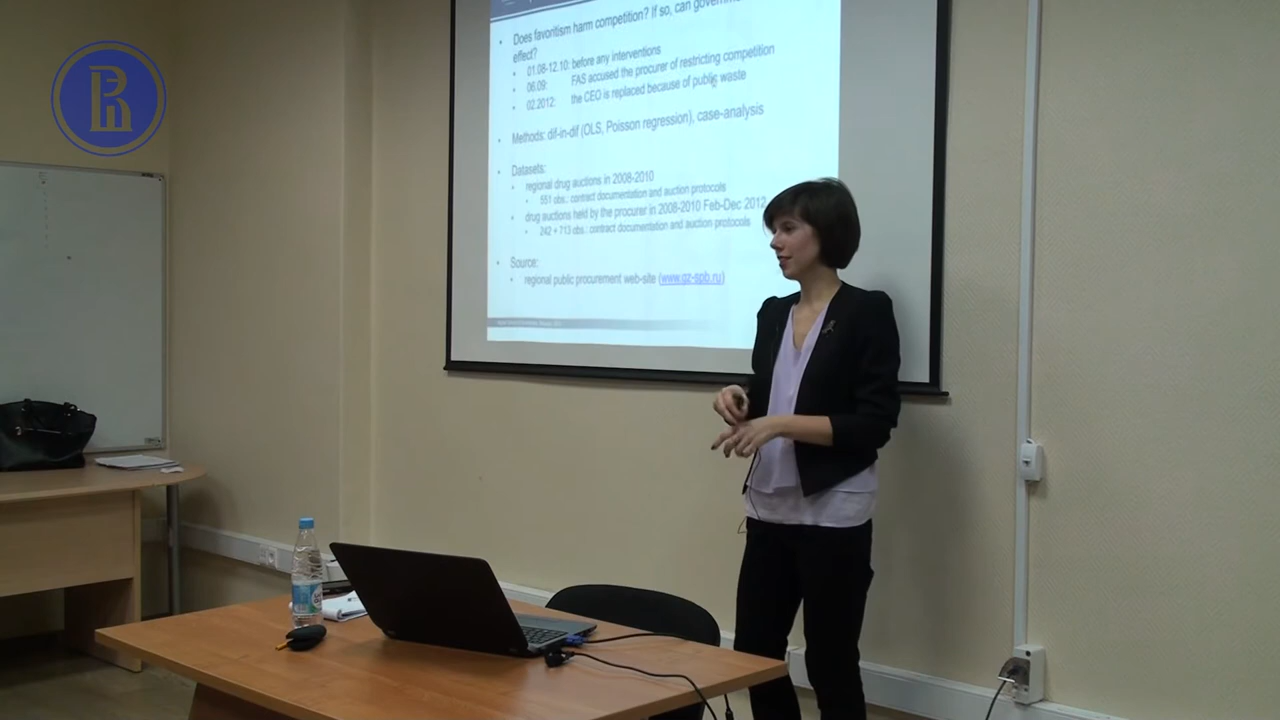 Does favoritism harm competition? If so, can governm
effect?
01.08-12.10: before any interventions
06.09: FAS accused the procurer of restricting competition
02.2012: the CEO is replaced because of public waste
Methods: dif-in-dif (OLS, Poisson regression), case-analysis
Datasets:
regional drug auctions in 2008-2010
551 obs.: contract documentation and auction protocols
drug auctions held by the procurer in 2008-2010 Feb-Dec 2012
242 + 713 obs.: contract documentation and auction protocols
Source:
regional public procurement web-site (www.gz-spb.ru)